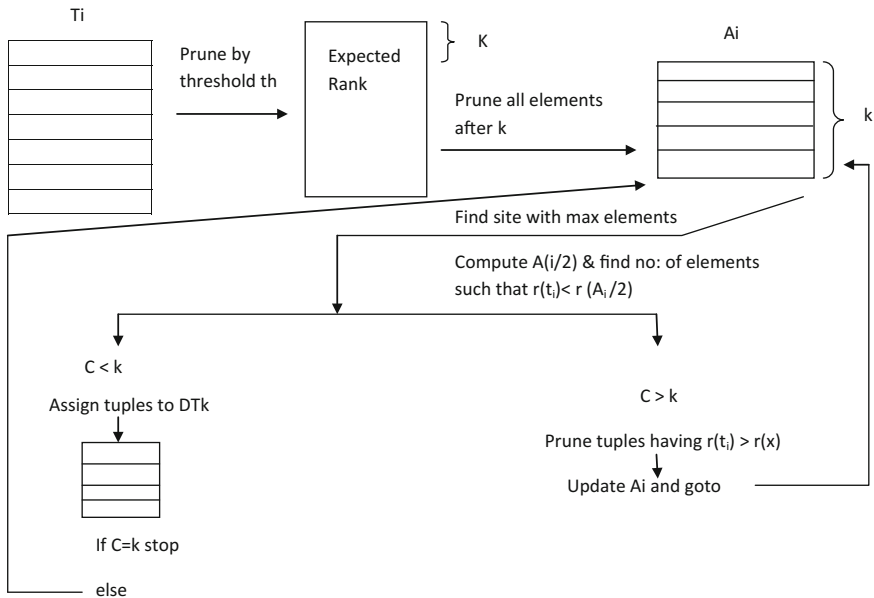 Ti
Prune by
threshold th
Expected
Rank
K
Prune all elements
after k
Ai
k
Find site with max elements
Compute A(i/2) & find no: of elements
such that r(tᵢ)< r (Aᵢ /2)
C < k
Assign tuples to DTk
If C=k stop
else
C > k
Prune tuples having r(tᵢ) > r(x)
Update Ai and goto